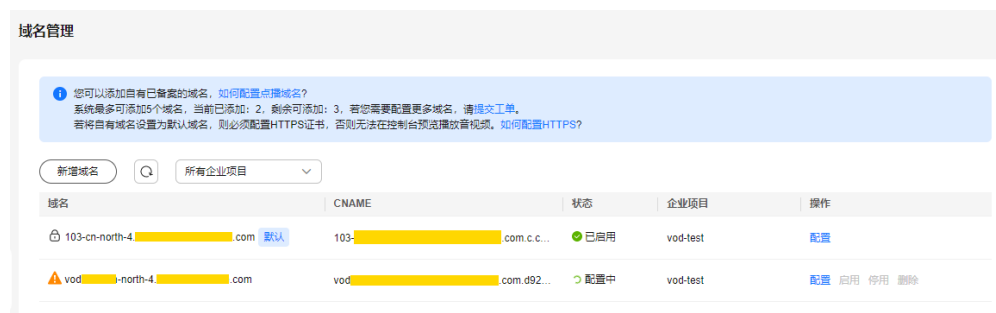 域名管理
您可以添加自有已备案的域名，如何配置点播域名?
系统最多可添加5个域名，当前已添加：2，剩余可添加：3，若您需要配置更多域名，请提交工单。
若将自有域名设置为默认域名，则必须配置HTTPS证书，否则无法在控制台预览播放音视频。如何配置HTTPS?
新增域名 所有企业项目
域名 CNAME 状态 企业项目 操作
103-cn-north-4. .com 默认 103- .com.c.c... 已启用 vod-test 配置
vod -north-4. .com vod .com.d92... 配置中 vod-test 配置 启用 停用 删除